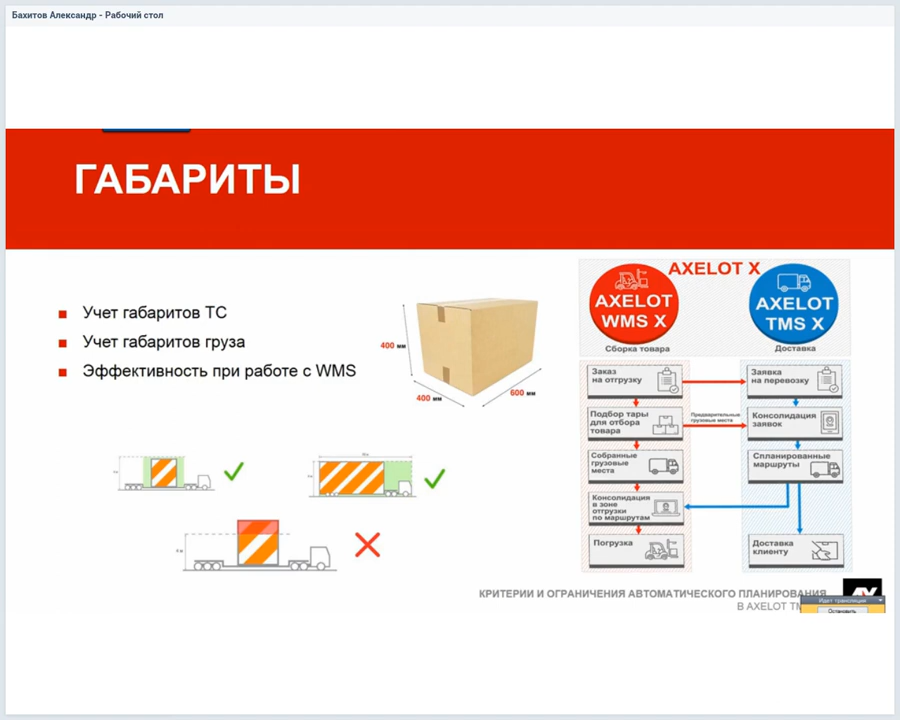 Бахитов Александр - Рабочий стол
ГАБАРИТЫ
Учет габаритов ТС
Учет габаритов груза
Эффективность при работе с WMS
400 мм
400 мм
600 мм
AXELOT X
AXELOT
WMS X
AXELOT
TMS X
Сборка товара
Доставка
Заказ
на отгрузку
Заявка
на перевозку
Подбор тары
для отбора
товара
Предварительные
грузовые места
Консолидация
заявок
Собранные
грузовые
места
Спланированные
маршруты
Консолидация
в зоне
отгрузки
по маршрутам
Погрузка
Доставка
клиенту
КРИТЕРИИ И ОГРАНИЧЕНИЯ АВТОМАТИЧЕСКОГО ПЛАНИРОВАНИЯ
В AXELOT
Идет трансляция
Остановить